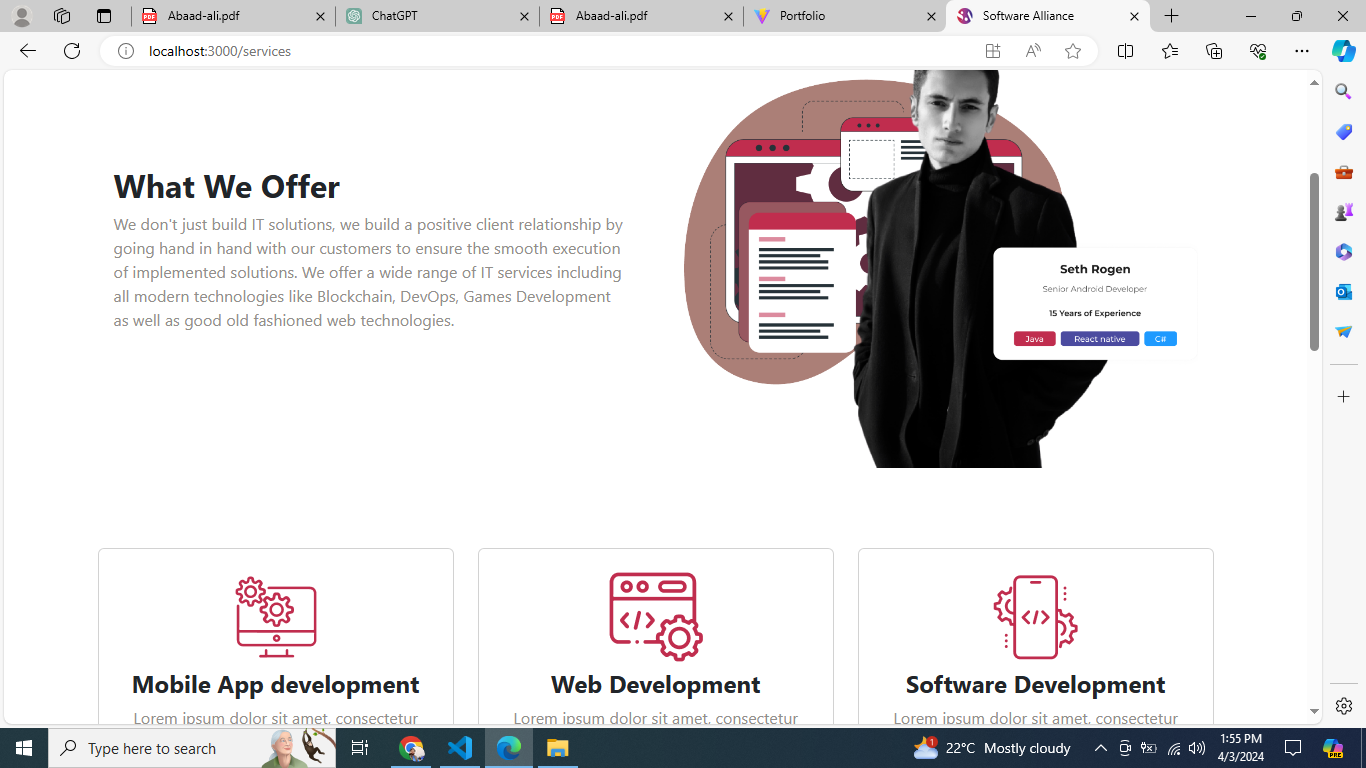 Abaad-ali.pdf
ChatGPT
Abaad-ali.pdf
Portfolio
Software Alliance
localhost:3000/services
What We Offer
We don't just build IT solutions, we build a positive client relationship by
going hand in hand with our customers to ensure the smooth execution
of implemented solutions. We offer a wide range of IT services including
all modern technologies like Blockchain, DevOps, Games Development
as well as good old fashioned web technologies.
Seth Rogen
Senior Android Developer
15 Years of Experience
Java
React native
C#
Mobile App development
Lorem ipsum dolor sit amet, consectetur
Web Development
Lorem ipsum dolor sit amet, consectetur
Software Development
Lorem ipsum dolor sit amet, consectetur
Type here to search
1
22°C Mostly cloudy
1:55 PM
4/3/2024
PRE